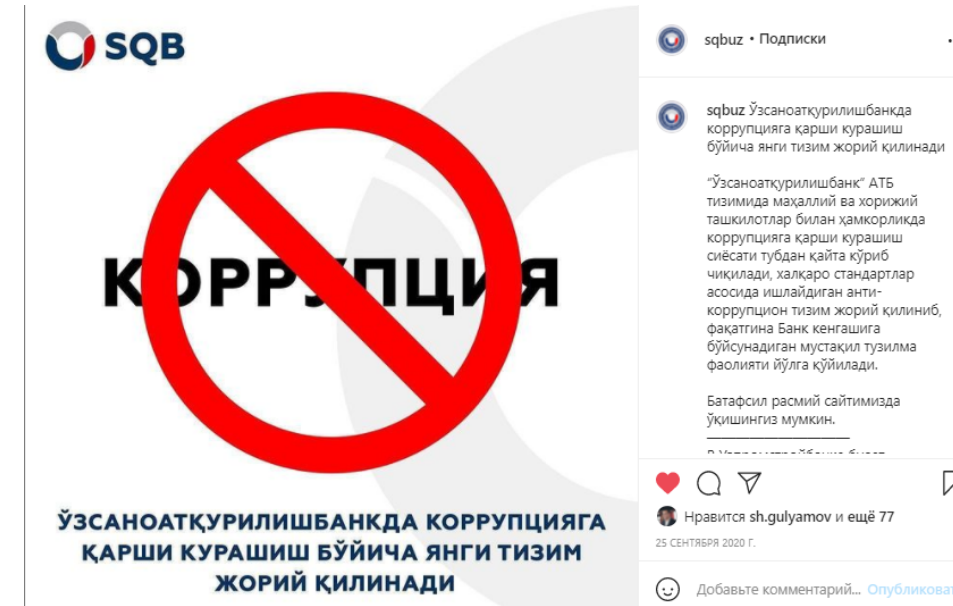 SQB
КОРРУПЦИЯ
ЎЗСАНОАТҚУРИЛИШБАНКДА КОРРУПЦИЯГА
ҚАРШИ КУРАШИШ БЎЙИЧА ЯНГИ ТИЗИМ
ЖОРИЙ ҚИЛИНАДИ
sqbuz • Подписки
sqbuz Ўзсаноатқурилишбанкда
коррупцияга қарши курашиш
бўйича янги тизим жорий қилинади
“Ўзсаноатқурилишбанк” АТБ
тизимида маҳаллий ва хорижий
ташкилотлар билан ҳамкорликда
коррупцияга қарши курашиш
сиёсати тубдан қайта кўриб
чиқилади, халқаро стандартлар
асосида ишлайдиган анти-
коррупцион тизим жорий қилиниб,
фақатгина Банк кенгашига
бўйсунадиган мустақил тузилма
фаолияти йўлга қўйилади.
Батафсил расмий сайтимизда
ўқишингиз мумкин.
Нравится sh.gulyamov и ещё 77
25 СЕНТЯБРЯ 2020 Г.
Добавьте комментарий... Опубликоват